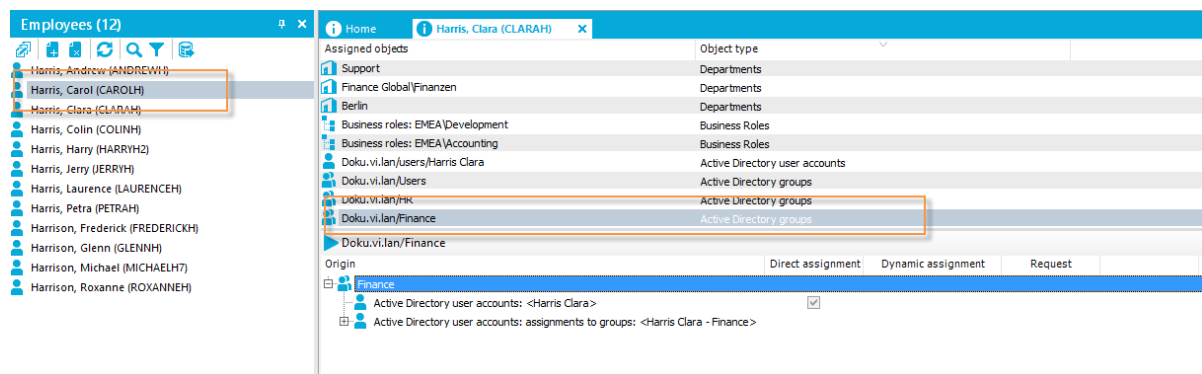 Employees (12)
Harris, Andrew (ANDREWH)
Harris, Carol (CAROLH)
Harris, Clara (CLARAH)
Harris, Colin (COLINH)
Harris, Harry (HARRYH2)
Harris, Jerry (JERRYH)
Harris, Laurence (LAURENCEH)
Harris, Petra (PETRAH)
Harrison, Frederick (FREDERICKH)
Harrison, Glenn (GLENNH)
Harrison, Michael (MICHAELH7)
Harrison, Roxanne (ROXANNEH)
Home Harris, Clara (CLARAH)
Assigned objects Object type
Support Departments
Finance Global\Finanzen Departments
Berlin Departments
Business roles: EMEA\Development Business Roles
Business roles: EMEA\Accounting Business Roles
Doku.vi.lan/users/Harris Clara Active Directory user accounts
Doku.vi.lan/Users Active Directory groups
Doku.vi.lan/HR Active Directory groups
Doku.vi.lan/Finance Active Directory groups
Doku.vi.lan/Finance
Origin Direct assignment Dynamic assignment Request
Finance
Active Directory user accounts: <Harris Clara>
Active Directory user accounts: assignments to groups: <Harris Clara - Finance>